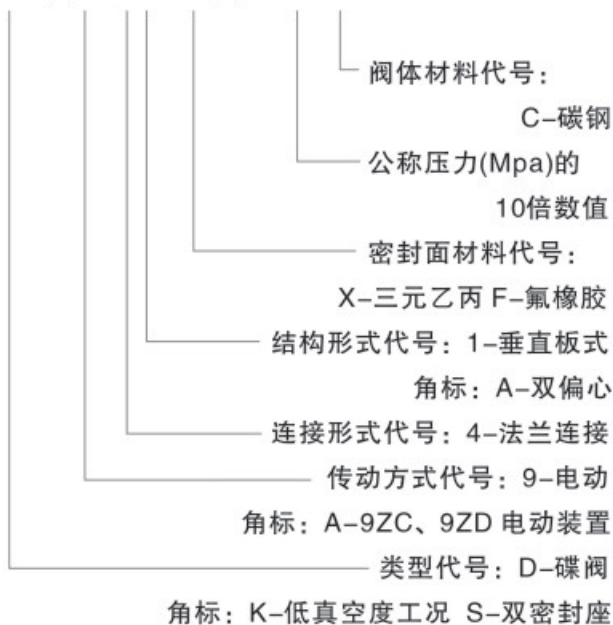 阀体材料代号：
C–碳钢
公称压力(Mpa)的
10倍数值
密封面材料代号：
X–三元乙丙 F–氟橡胶
结构形式代号：1–垂直板式
角标：A–双偏心
连接形式代号：4–法兰连接
传动方式代号：9–电动
角标：A–9ZC、9ZD 电动装置
类型代号：D–碟阀
角标：K–低真空度工况 S–双密封座